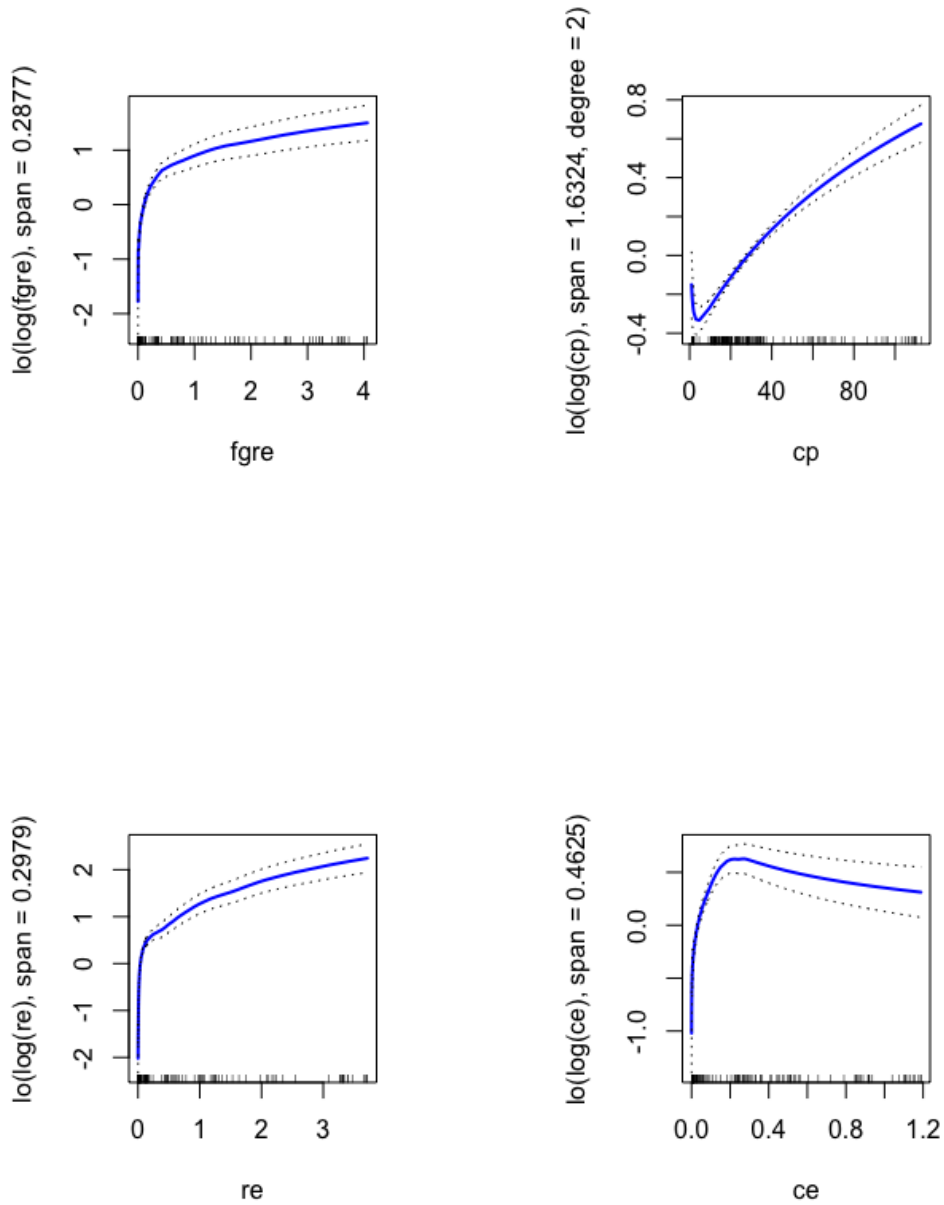 lo(log(fgre), span = 0.2877)
1
0
-1
-2
0 1 2 3 4
fgre
lo(log(cp), span = 1.6324, degree = 2)
0.8
0.4
0.0
-0.4
0 40 80
cp
lo(log(re), span = 0.2979)
2
1
0
-1
-2
0 1 2 3
re
lo(log(ce), span = 0.4625)
0.0
-1.0
0.0 0.4 0.8 1.2
ce